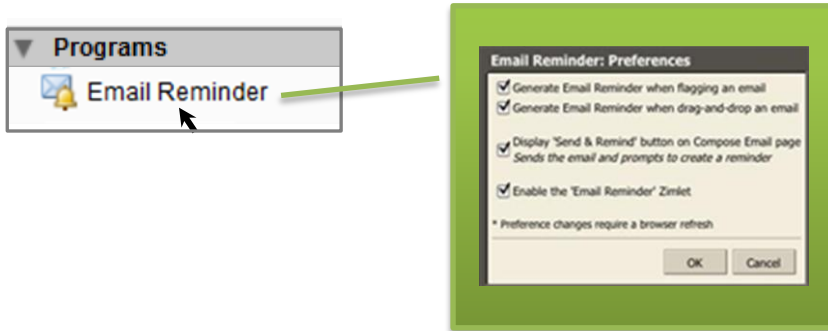 Programs
Email Reminder
Email Reminder: Preferences
Generate Email Reminder when flagging an email
Generate Email Reminder when drag-and-drop an email
Display 'Send & Remind' button on Compose Email page
Sends the email and prompts to create a reminder
Enable the 'Email Reminder' Zimlet
* Preference changes require a browser refresh
OK Cancel